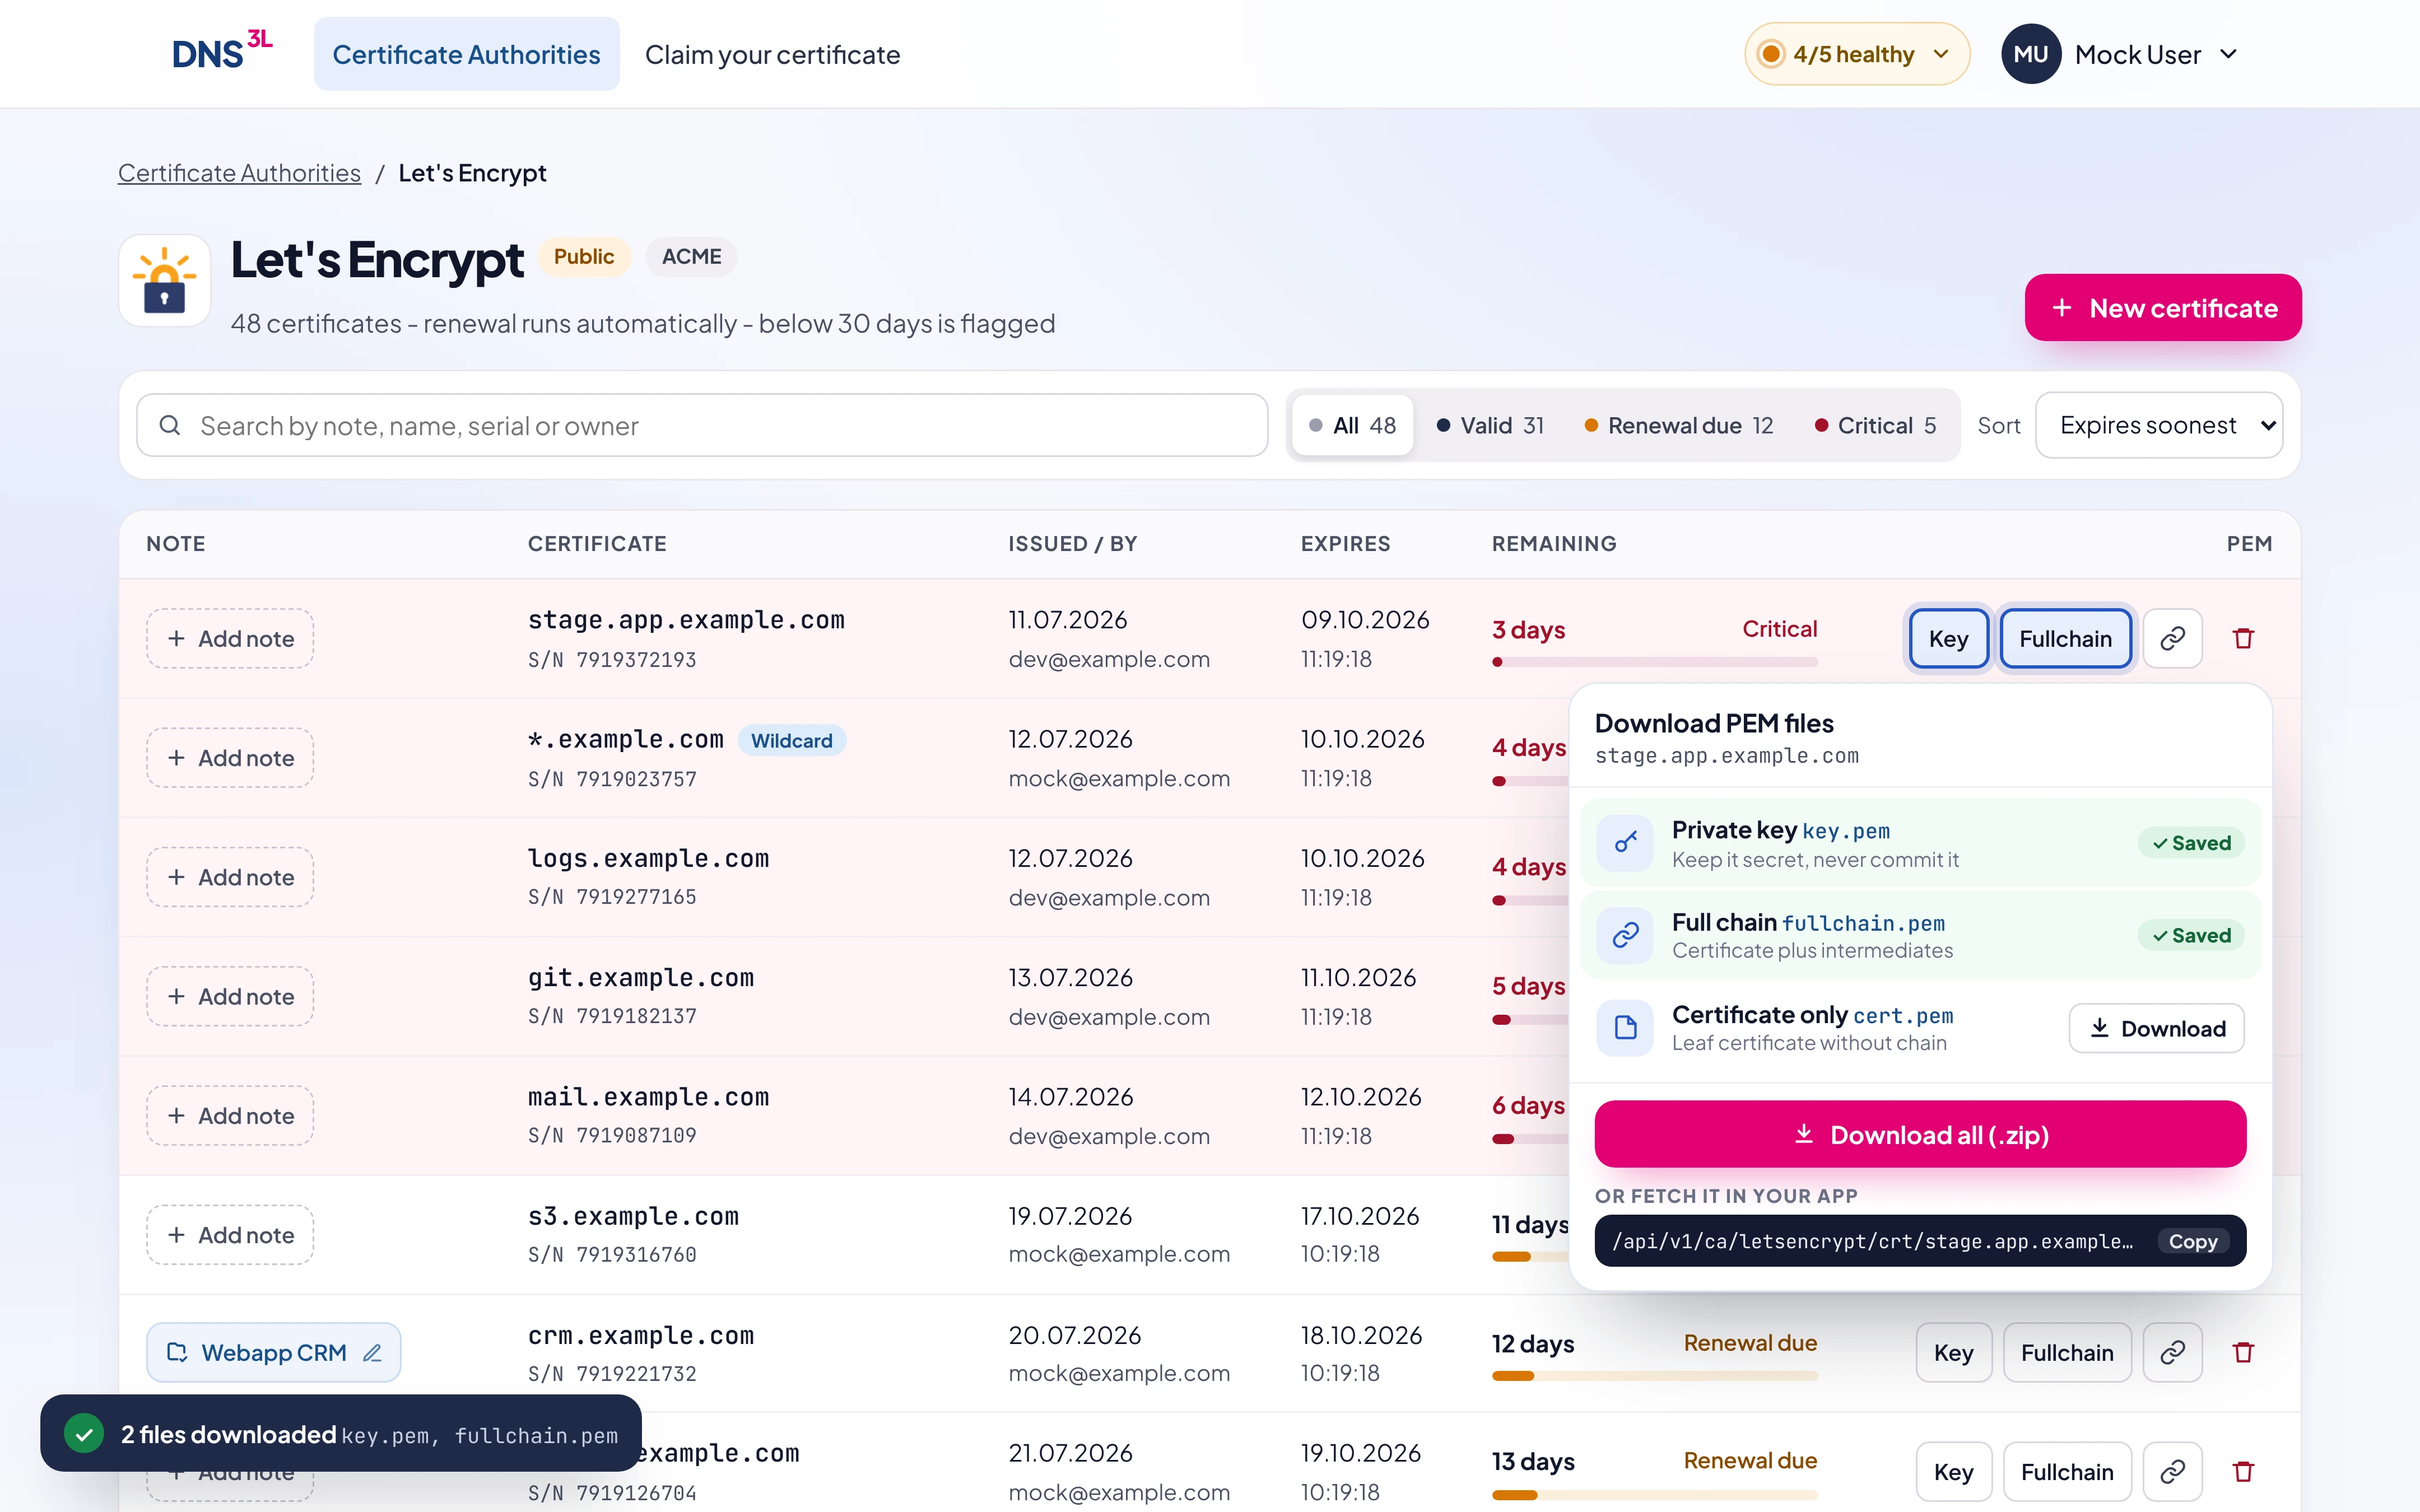 DNS 3L
Certificate Authorities
Claim your certificate
4/5 healthy
MU
Mock User
Certificate Authorities / Let's Encrypt
Let's Encrypt
Public
ACME
48 certificates - renewal runs automatically - below 30 days is flagged
+ New certificate
Search by note, name, serial or owner
All 48
Valid 31
Renewal due 12
Critical 5
Sort
Expires soonest
NOTE
CERTIFICATE
ISSUED / BY
EXPIRES
REMAINING
PEM
+ Add note
stage.app.example.com
S/N 7919372193
11.07.2026
dev@example.com
09.10.2026
11:19:18
3 days
Critical
Key
Fullchain
+ Add note
*.example.com
Wildcard
S/N 7919023757
12.07.2026
mock@example.com
10.10.2026
11:19:18
4 days
+ Add note
logs.example.com
S/N 7919277165
12.07.2026
dev@example.com
10.10.2026
11:19:18
4 days
+ Add note
git.example.com
S/N 7919182137
13.07.2026
dev@example.com
11.10.2026
11:19:18
5 days
+ Add note
mail.example.com
S/N 7919087109
14.07.2026
dev@example.com
12.10.2026
11:19:18
6 days
+ Add note
s3.example.com
S/N 7919316760
19.07.2026
mock@example.com
17.10.2026
10:19:18
11 days
Download PEM files
stage.app.example.com
Private key key.pem
Keep it secret, never commit it
Saved
Full chain fullchain.pem
Certificate plus intermediates
Saved
Certificate only cert.pem
Leaf certificate without chain
Download
Download all (.zip)
OR FETCH IT IN YOUR APP
/api/v1/ca/letsencrypt/crt/stage.app.example…
Copy
Webapp CRM
crm.example.com
S/N 7919221732
20.07.2026
mock@example.com
18.10.2026
10:19:18
12 days
Renewal due
Key
Fullchain
+ Add note
example.com
S/N 7919126704
21.07.2026
mock@example.com
19.10.2026
10:19:18
13 days
Renewal due
Key
Fullchain
2 files downloaded key.pem, fullchain.pem